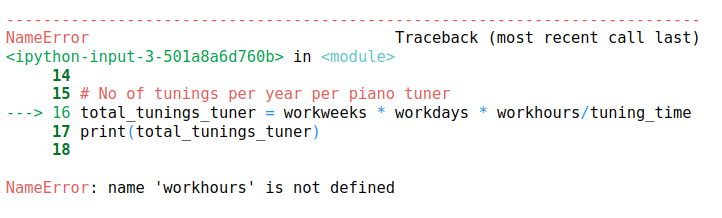 ---------------------------------------------------------------------------
NameError                                 Traceback (most recent call last)
<ipython-input-3-501a8a6d760b> in <module>
     14
     15 # No of tunings per year per piano tuner
---> 16 total_tunings_tuner = workweeks * workdays * workhours/tuning_time
     17 print(total_tunings_tuner)
     18

NameError: name 'workhours' is not defined